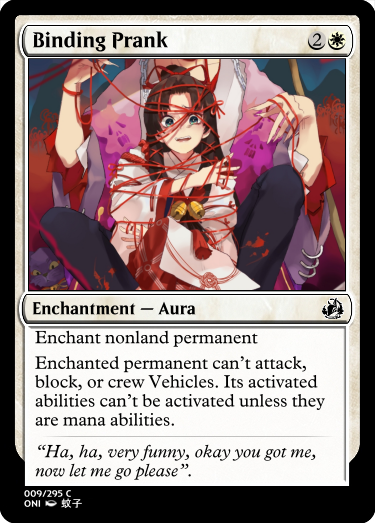 Binding Prank 2
Enchantment — Aura
Enchant nonland permanent
Enchanted permanent can't attack,
block, or crew Vehicles. Its activated
abilities can't be activated unless they
are mana abilities.
“Ha, ha, very funny, okay you got me,
now let me go please”.
009/295 C
ONI 蚊子